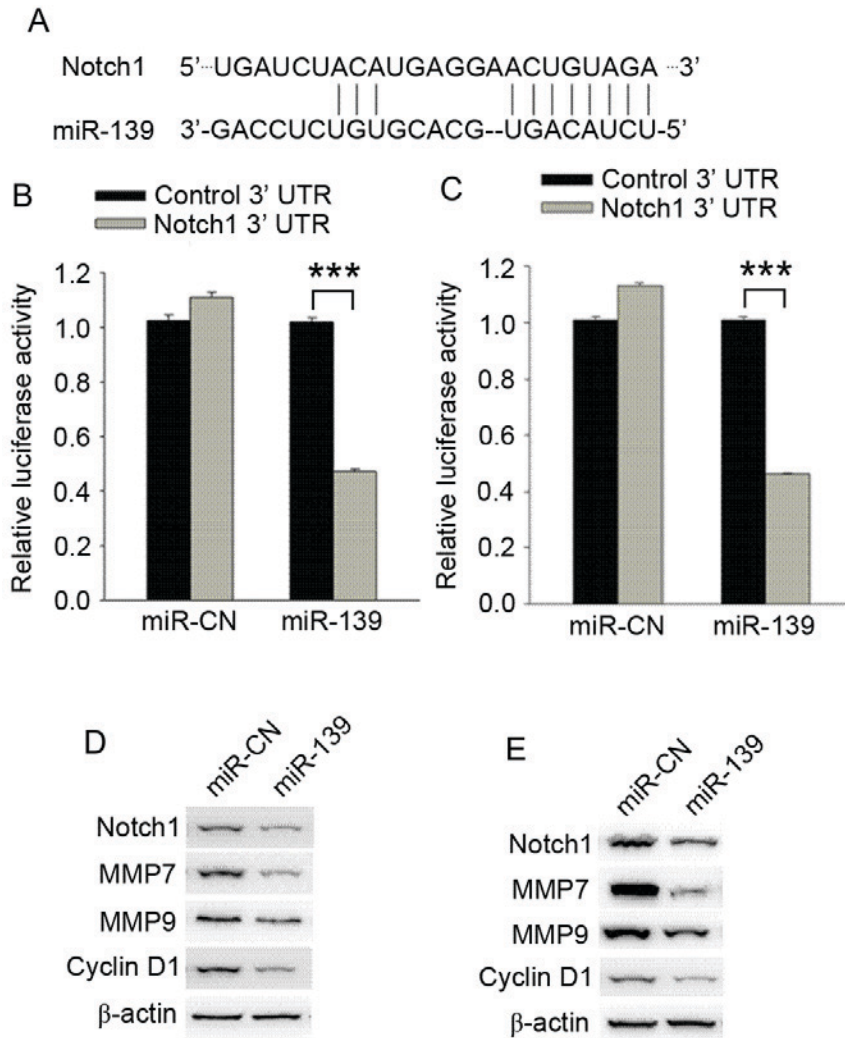 A
Notch1 5’···UGAUCUACAUGAGGAACUGUAGA ···3’
miR-139 3’-GACCUCUGUGCACG--UGACAUCU-5’
B
Control 3’ UTR
Notch1 3’ UTR
Relative luciferase activity
1.2
1.0
0.8
0.6
0.4
0.2
0.0
***
miR-CN miR-139
C
Control 3’ UTR
Notch1 3’ UTR
Relative luciferase activity
1.2
1.0
0.8
0.6
0.4
0.2
0.0
***
miR-CN miR-139
D
miR-CN miR-139
Notch1
MMP7
MMP9
Cyclin D1
β-actin
E
miR-CN miR-139
Notch1
MMP7
MMP9
Cyclin D1
β-actin